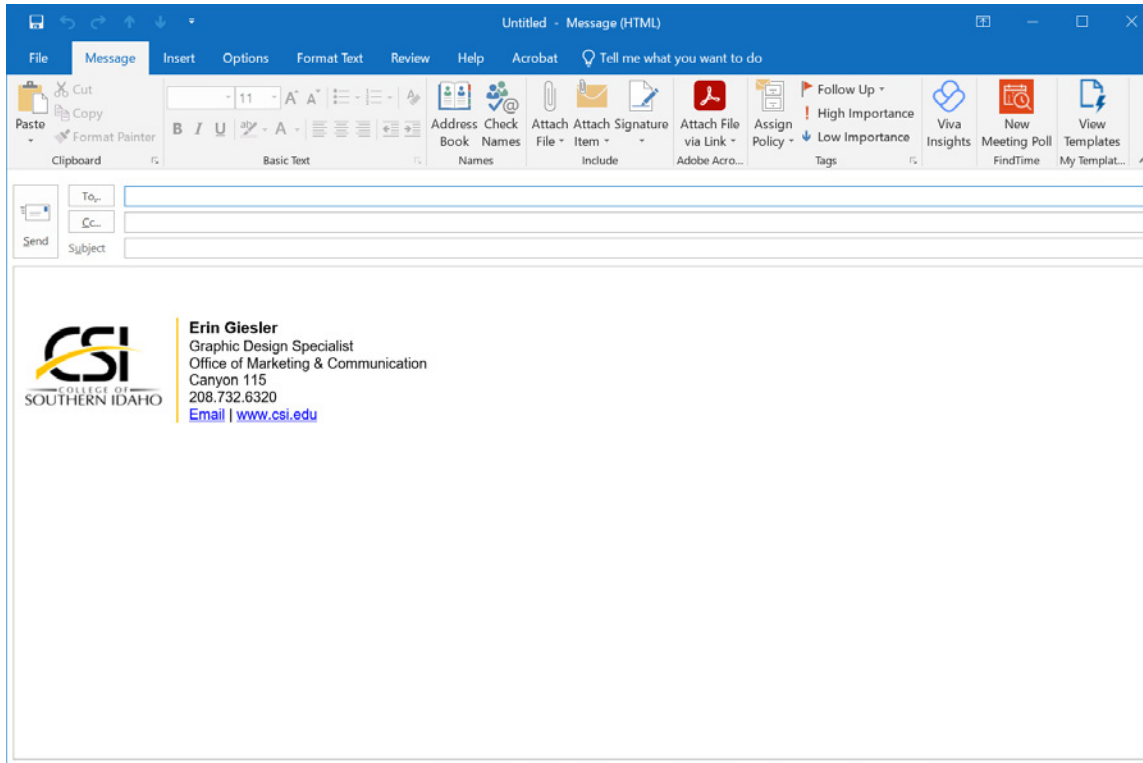 Untitled - Message (HTML)
File Message Insert Options Format Text Review Help Acrobat Tell me what you want to do
Paste
Cut
Copy
Format Painter
Clipboard
11
A A
B I U ab A
Basic Text
Address Book
Check Names
Names
Attach File
Attach Item
Signature
Include
Attach File via Link
Adobe Acro...
Assign Policy
Follow Up
High Importance
Low Importance
Tags
Viva Insights
New Meeting Poll
FindTime
View Templates
My Templat...
Send
To...
Cc...
Subject
CSI
COLLEGE OF
SOUTHERN IDAHO
Erin Giesler
Graphic Design Specialist
Office of Marketing & Communication
Canyon 115
208.732.6320
Email | www.csi.edu